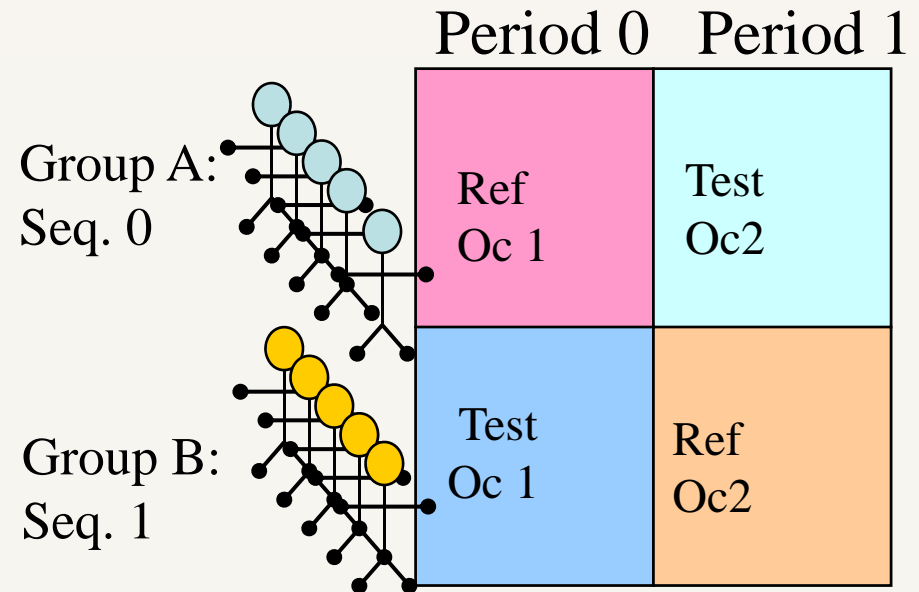 Period 0 Period 1
Group A:
Seq. 0
Ref
Oc 1
Test
Oc2
Group B:
Seq. 1
Test
Oc 1
Ref
Oc2